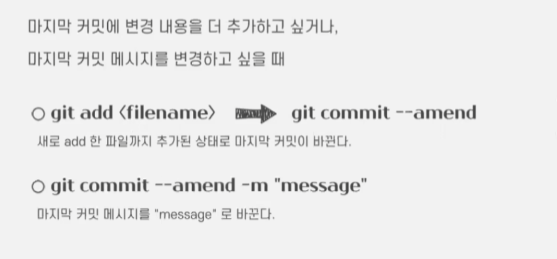 마지막 커밋에 변경 내용을 더 추가하고 싶거나,
마지막 커밋 메시지를 변경하고 싶을 때
○ git add 〈filename〉 → git commit --amend
새로 add 한 파일까지 추가된 상태로 마지막 커밋이 바뀐다.
○ git commit --amend -m "message"
마지막 커밋 메시지를 "message" 로 바꾼다.